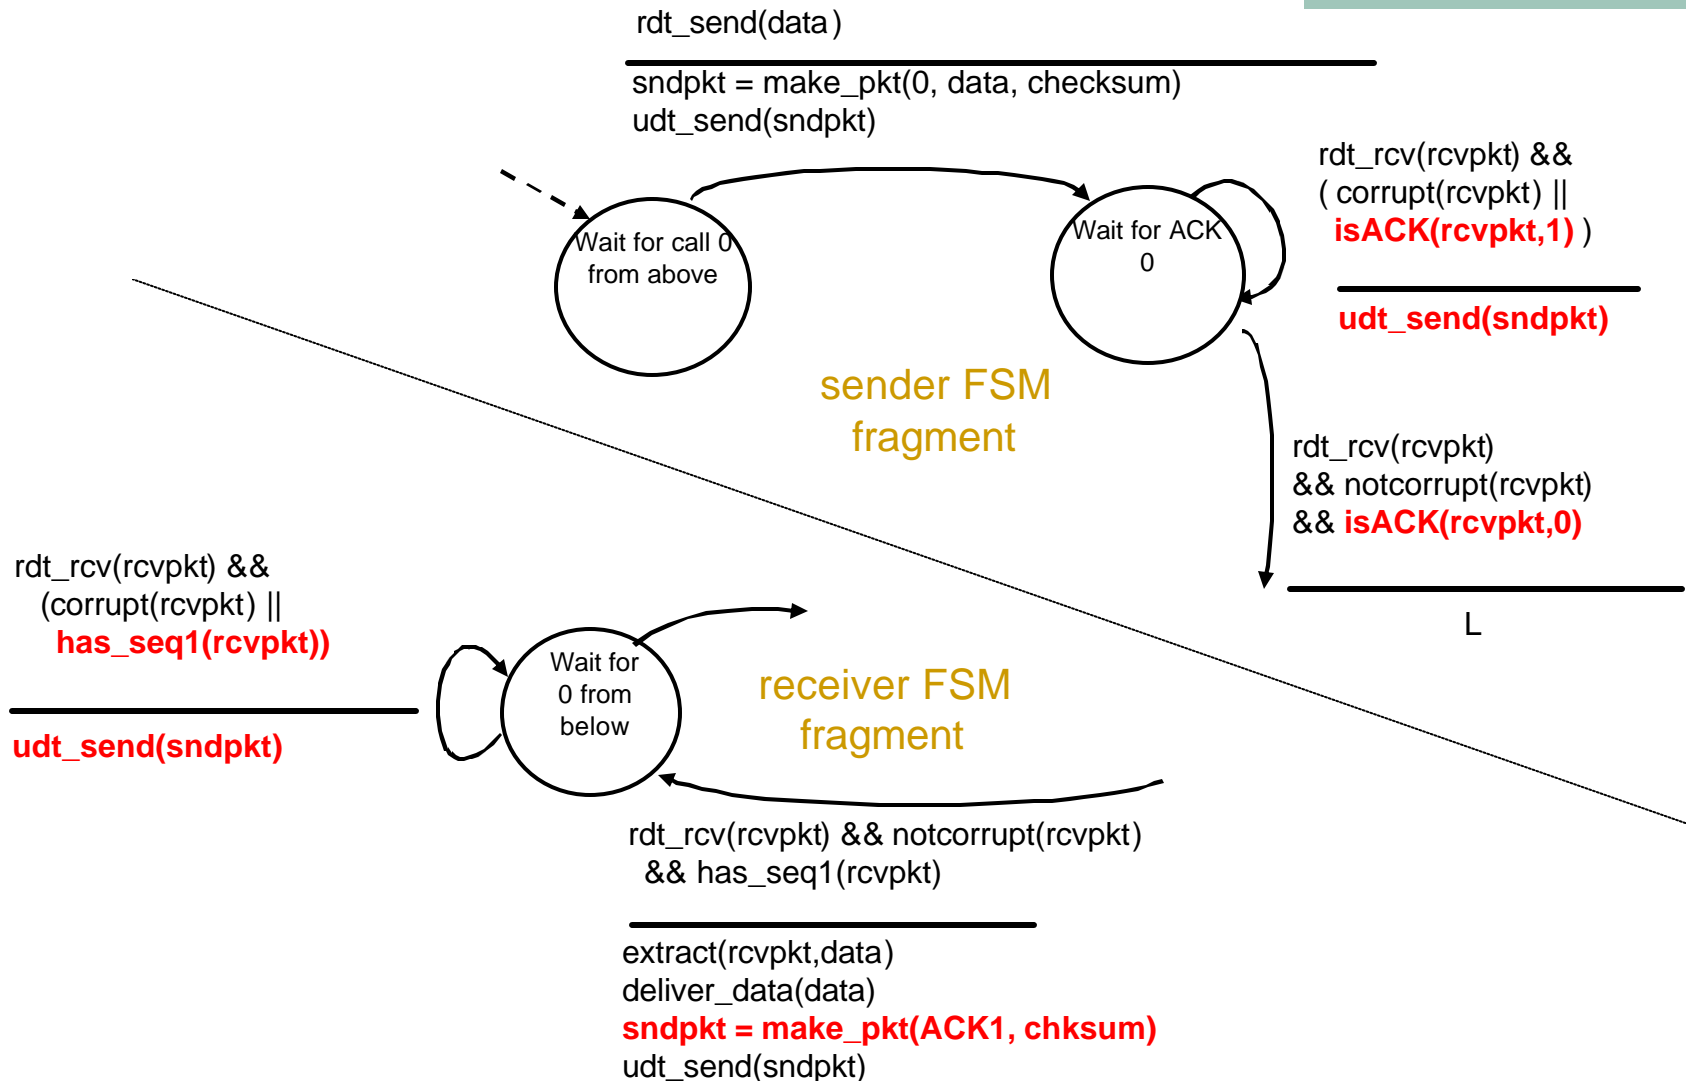 rdt_send(data)
sndpkt = make_pkt(0, data, checksum)
udt_send(sndpkt)
rdt_rcv(rcvpkt) &&
( corrupt(rcvpkt) ||
isACK(rcvpkt,1) )
udt_send(sndpkt)
Wait for call 0
from above
Wait for ACK
0
sender FSM
fragment
rdt_rcv(rcvpkt)
&& notcorrupt(rcvpkt)
&& isACK(rcvpkt,0)
L
rdt_rcv(rcvpkt) &&
(corrupt(rcvpkt) ||
has_seq1(rcvpkt))
udt_send(sndpkt)
Wait for
0 from
below
receiver FSM
fragment
rdt_rcv(rcvpkt) && notcorrupt(rcvpkt)
&& has_seq1(rcvpkt)
extract(rcvpkt,data)
deliver_data(data)
sndpkt = make_pkt(ACK1, chksum)
udt_send(sndpkt)